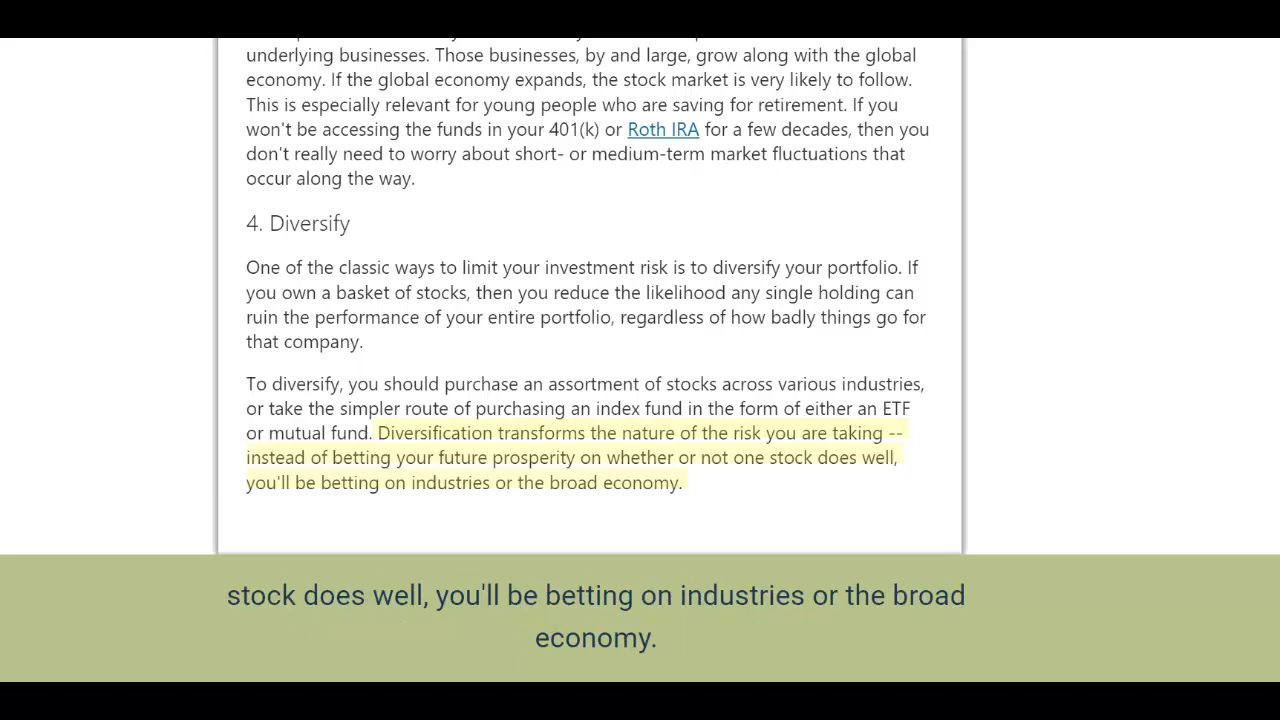 underlying businesses. Those businesses, by and large, grow along with the global
economy. If the global economy expands, the stock market is very likely to follow.
This is especially relevant for young people who are saving for retirement. If you
won't be accessing the funds in your 401(k) or Roth IRA for a few decades, then you
don't really need to worry about short- or medium-term market fluctuations that
occur along the way.
4. Diversify
One of the classic ways to limit your investment risk is to diversify your portfolio. If
you own a basket of stocks, then you reduce the likelihood any single holding can
ruin the performance of your entire portfolio, regardless of how badly things go for
that company.
To diversify, you should purchase an assortment of stocks across various industries,
or take the simpler route of purchasing an index fund in the form of either an ETF
or mutual fund. Diversification transforms the nature of the risk you are taking --
instead of betting your future prosperity on whether or not one stock does well,
you'll be betting on industries or the broad economy.
stock does well, you'll be betting on industries or the broad
economy.